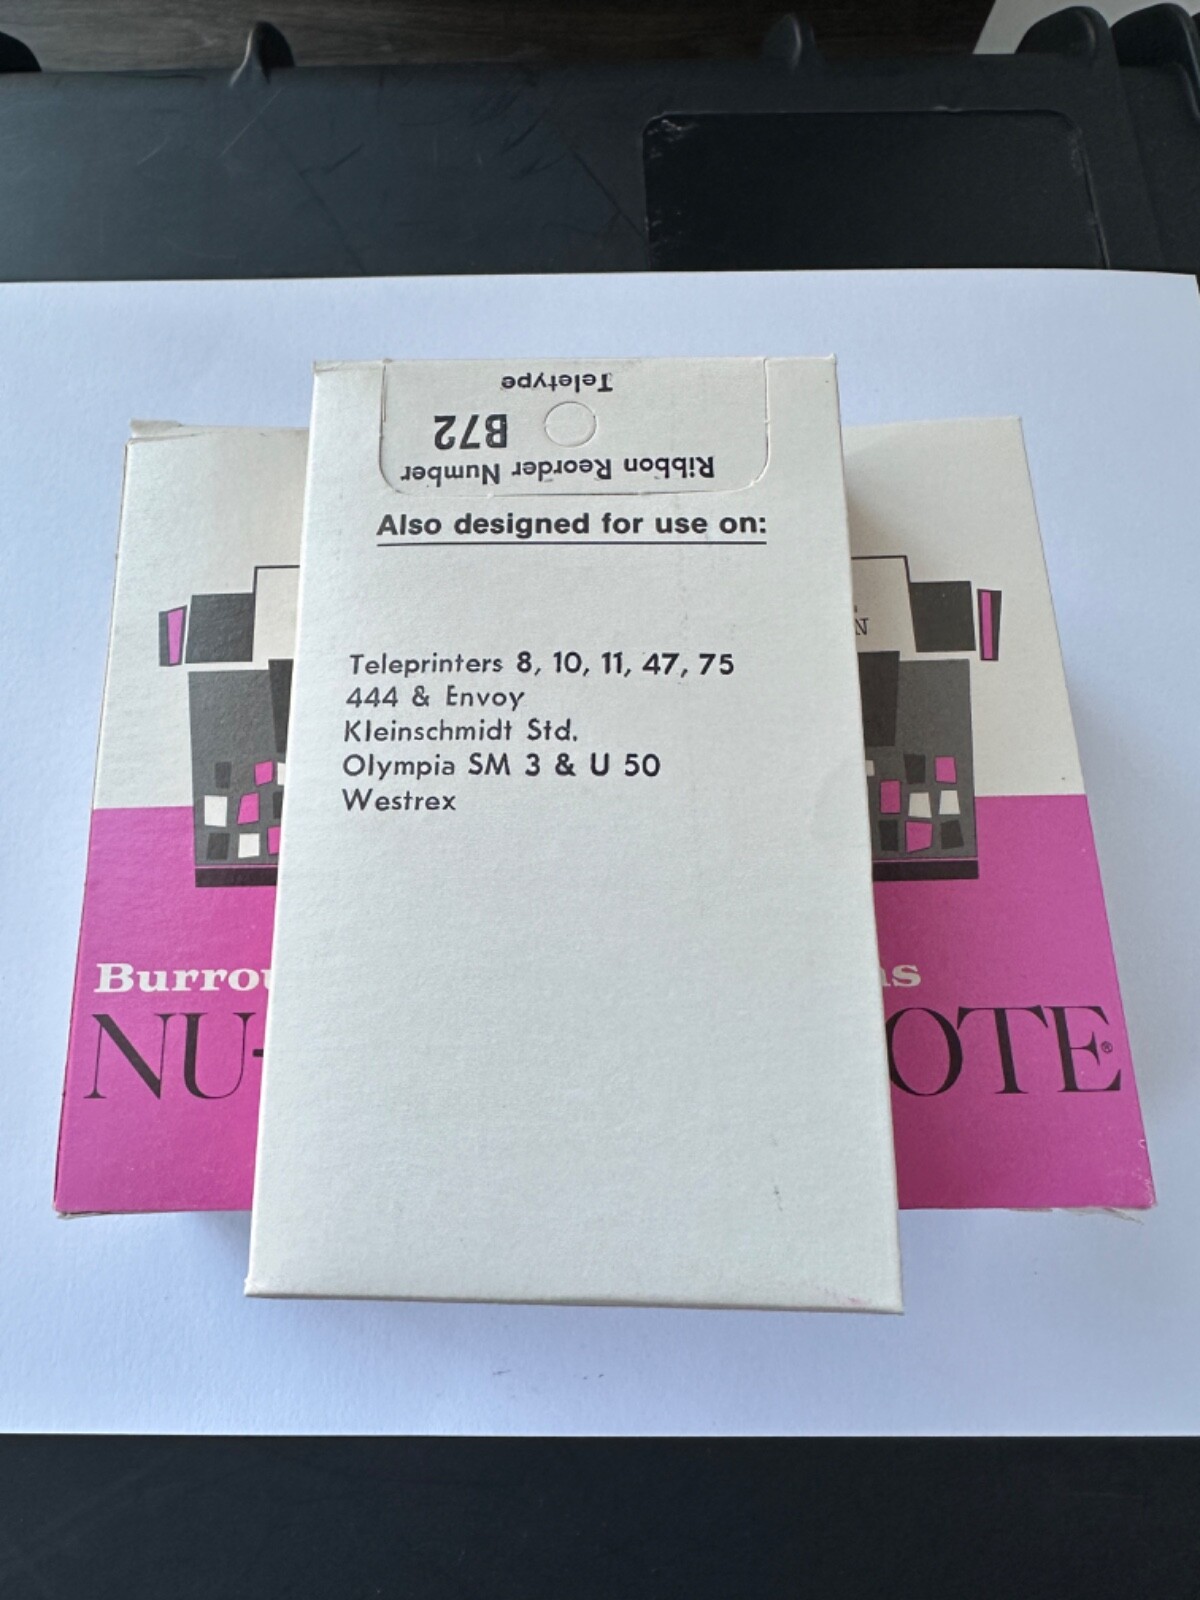 Teletype
B72
Ribbon Reorder Number
Also designed for use on:
Teleprinters 8, 10, 11, 47, 75
444 & Envoy
Kleinschmidt Std.
Olympia SM 3 & U 50
Westrex
N
Burrou
ns
NU-
OTE®